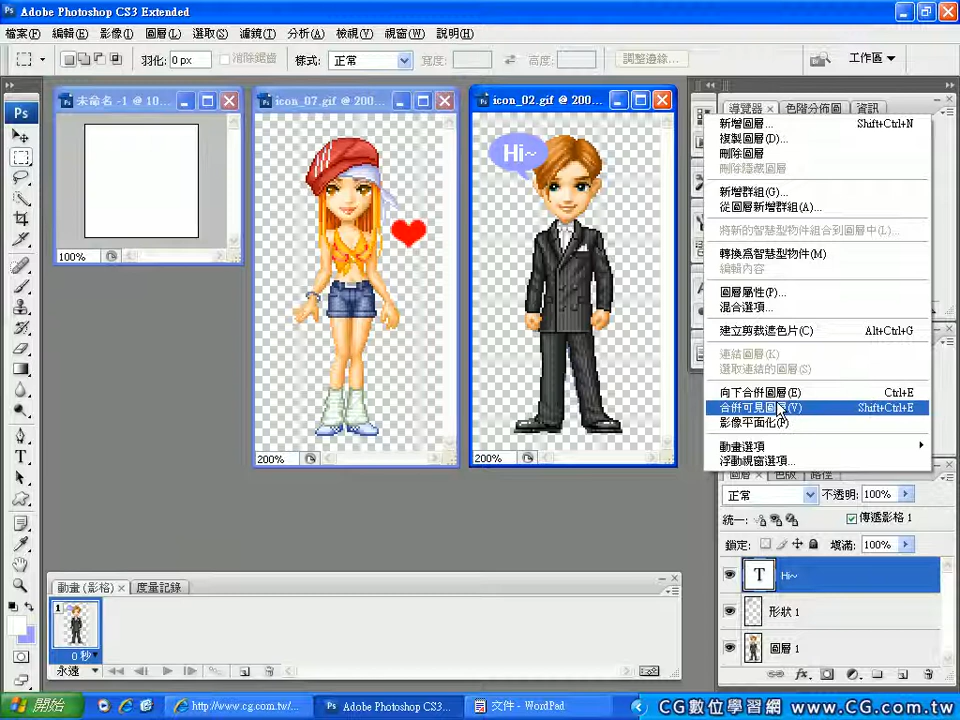 Adobe Photoshop CS3 Extended
檔案(F) 編輯(E) 影像(I) 圖層(L) 選取(S) 濾鏡(T) 分析(A) 檢視(V) 視窗(W) 說明(H)
羽化: 0 px 消除鋸齒 樣式: 正常 寬度: 高度: 調整邊緣... 工作區
未命名 -1 @ 10...
100%
icon_07.gif @ 200...
200%
icon_02.gif @ 200...
Hi~
200%
導覽器 色階分佈圖 資訊
新增圖層... Shift+Ctrl+N
複製圖層(D)...
刪除圖層
刪除隱藏圖層
新增群組(G)...
從圖層新增群組(A)...
將新的智慧型物件組合到圖層中(L)...
轉換為智慧型物件(M)
編輯內容
圖層屬性(P)...
混合選項...
建立剪裁遮色片(C) Alt+Ctrl+G
連結圖層(K)
選取連結的圖層(S)
向下合併圖層(E) Ctrl+E
合併可見圖層(V) Shift+Ctrl+E
影像平面化(F)
動畫選項
浮動視窗選項...
圖層 色版 路徑
正常 不透明: 100%
統一: 傳遞影格 1
鎖定: 填滿: 100%
T Hi~
形狀 1
圖層 1
動畫 (影格) 度量記錄
1
0 秒
永遠
開始 http://www.cg.com.tw/... Adobe Photoshop CS3... 文件 - WordPad CG數位學習網 www.CG.com.tw